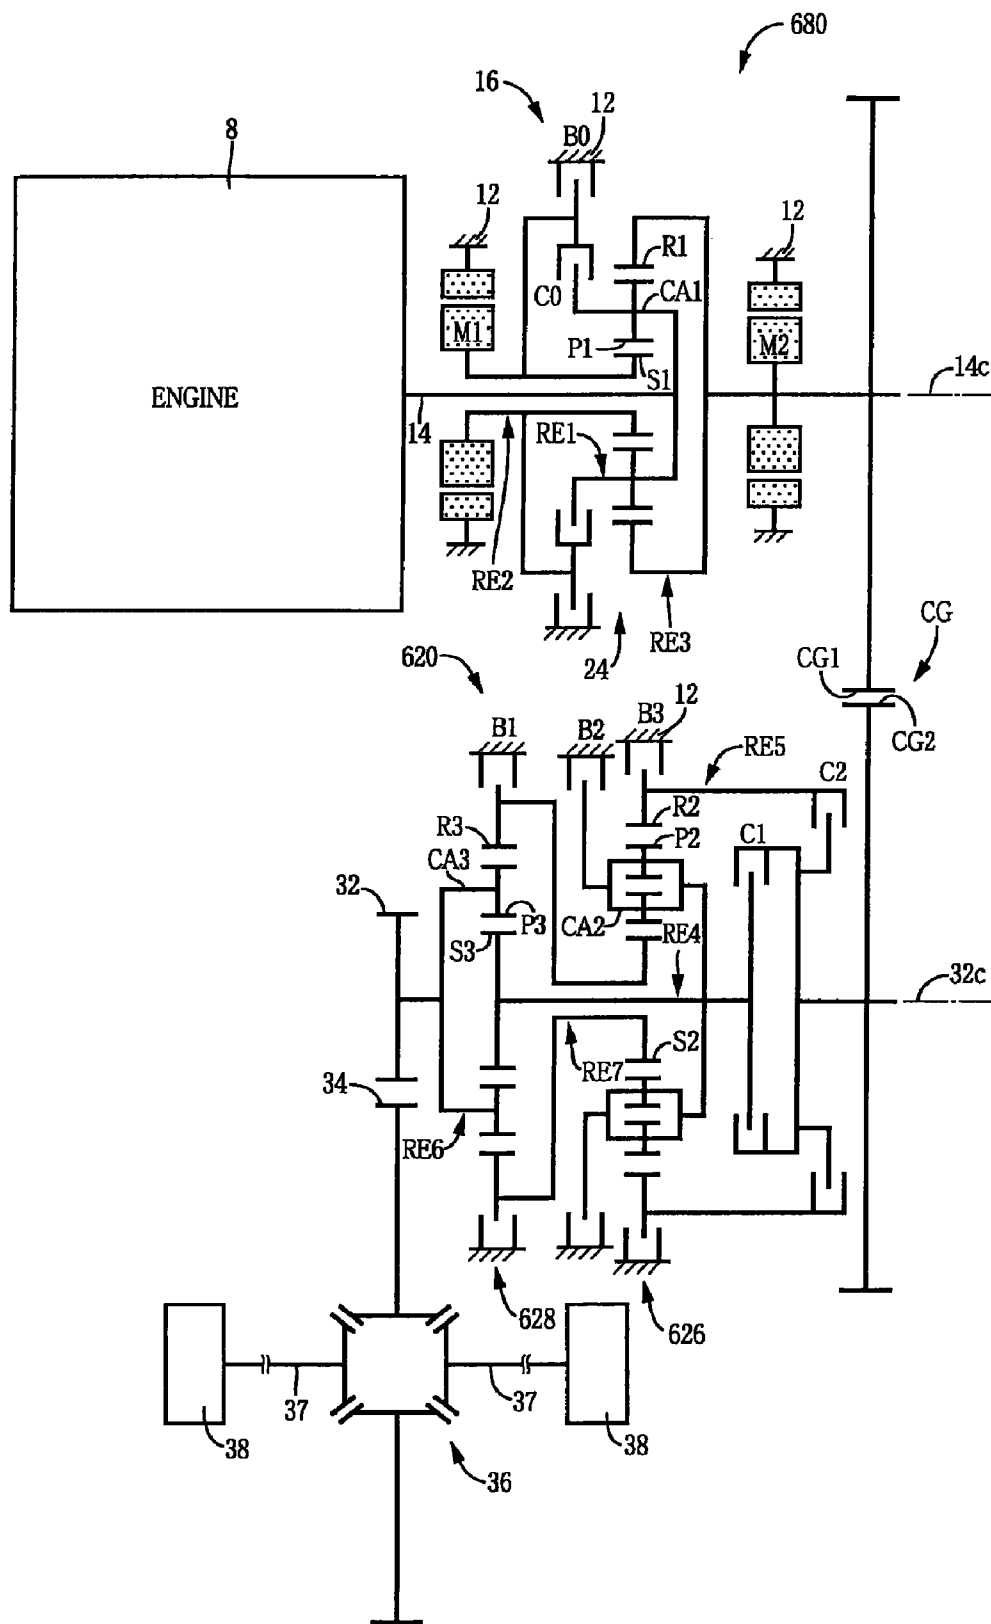 680
16
12
B0
8
12
12
R1
C0
CA1
M1
M2
P1
S1
ENGINE
14c
14
RE1
RE2
RE3
24
CG
620
CG1
12
B1
B2
B3
CG2
RE5
C2
R3
R2
P2
C1
CA3
32
P3
CA2
S3
RE4
32c
S2
34
RE7
RE6
628
626
37
37
38
38
36